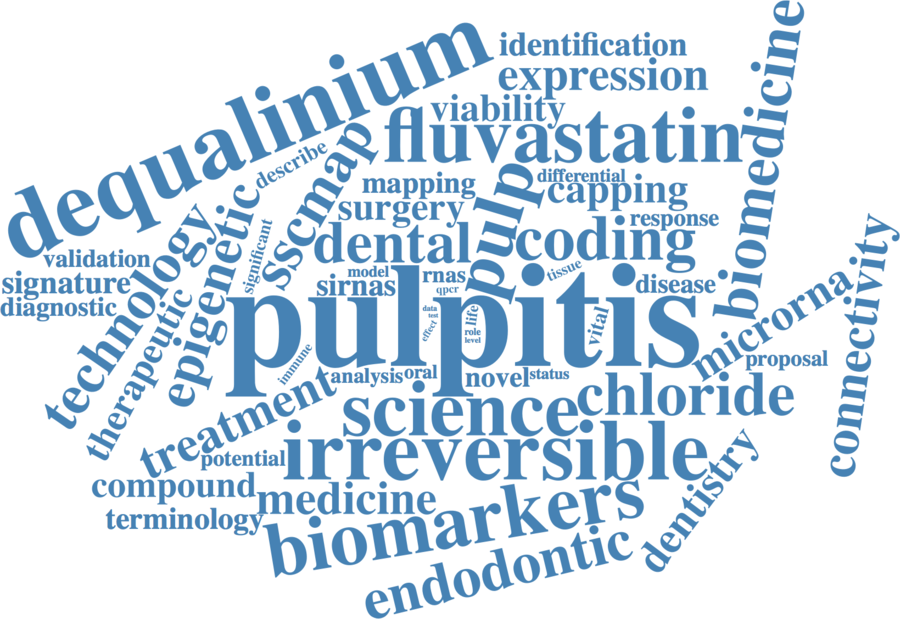 dequalinium
identification
expression
biomedicine
viability
fluvastatin
describe
sscmap
differential
mapping
capping
pulp
surgery
response
technology
epigenetic
significant
dental
coding
connectivity
validation
signature
diagnostic
model
rnas
tissue
sirnas
qpcr
disease
microrna
therapeutic
pulpitis
data
test
effect
life
role
level
vital
immune
proposal
analysis
oral
novel
status
treatment
science
chloride
potential
irreversible
compound
medicine
dentistry
terminology
biomarkers
endodontic